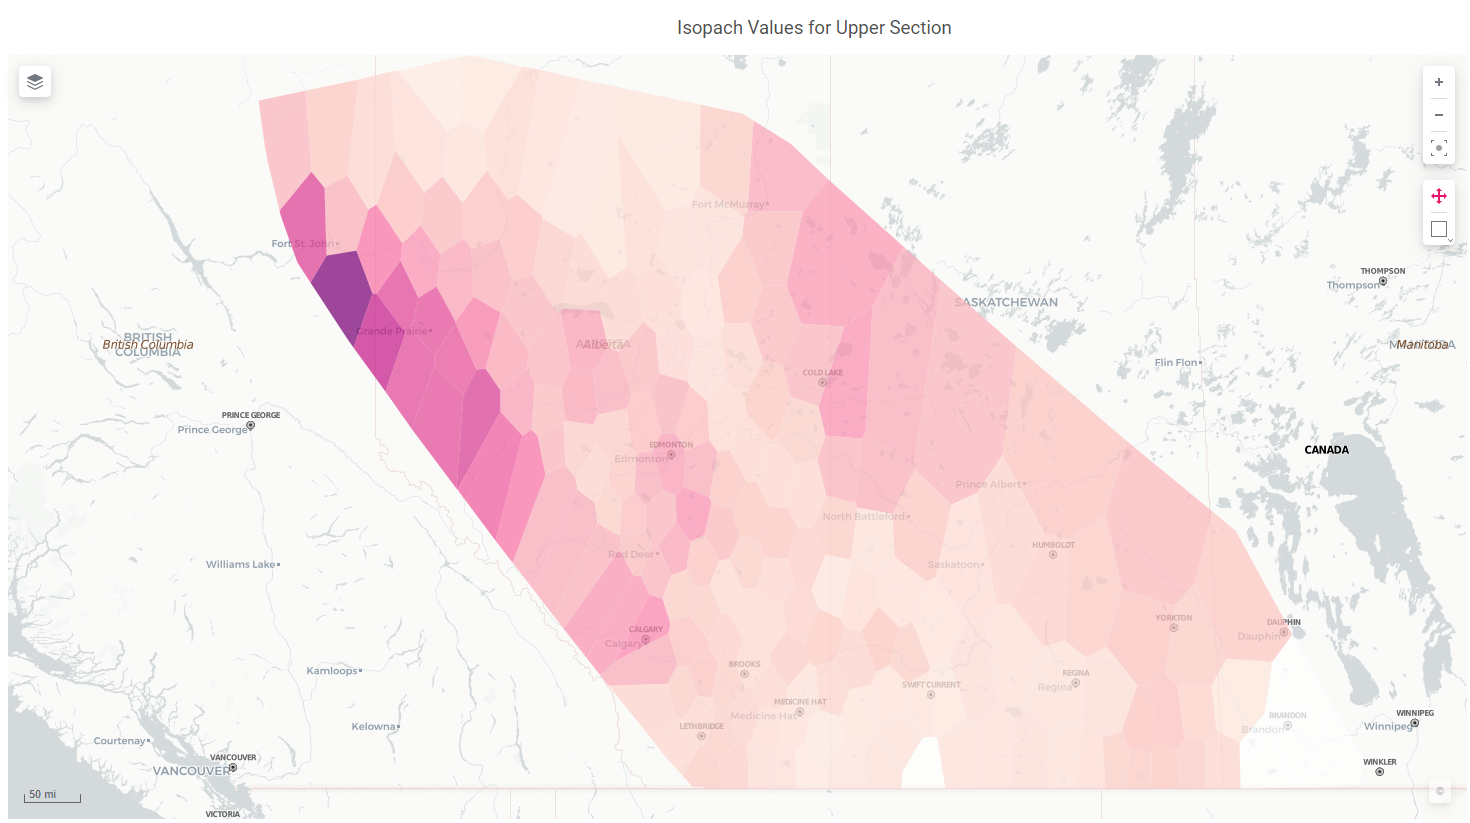 Isopach Values for Upper Section
Fort McMurray
Fort St. John
THOMPSON
Thompson
SASKATCHEWAN
Grande Prairie
BRITISH
COLUMBIA
British Columbia
ALBERTA
Alberta
MANITOBA
Manitoba
Flin Flon
COLD LAKE
PRINCE GEORGE
Prince George
EDMONTON
Edmonton
CANADA
Prince Albert
North Battleford
HUMBOLDT
Red Deer
Williams Lake
Saskatoon
YORKTON
DAUPHIN
Dauphin
CALGARY
Calgary
Kamloops
BROOKS
REGINA
Regina
SWIFT CURRENT
MEDICINE HAT
Medicine Hat
BRANDON
Brandon
WINNIPEG
Winnipeg
Kelowna
LETHBRIDGE
Courtenay
VANCOUVER
VANCOUVER
WINKLER
50 mi
©
VICTORIA